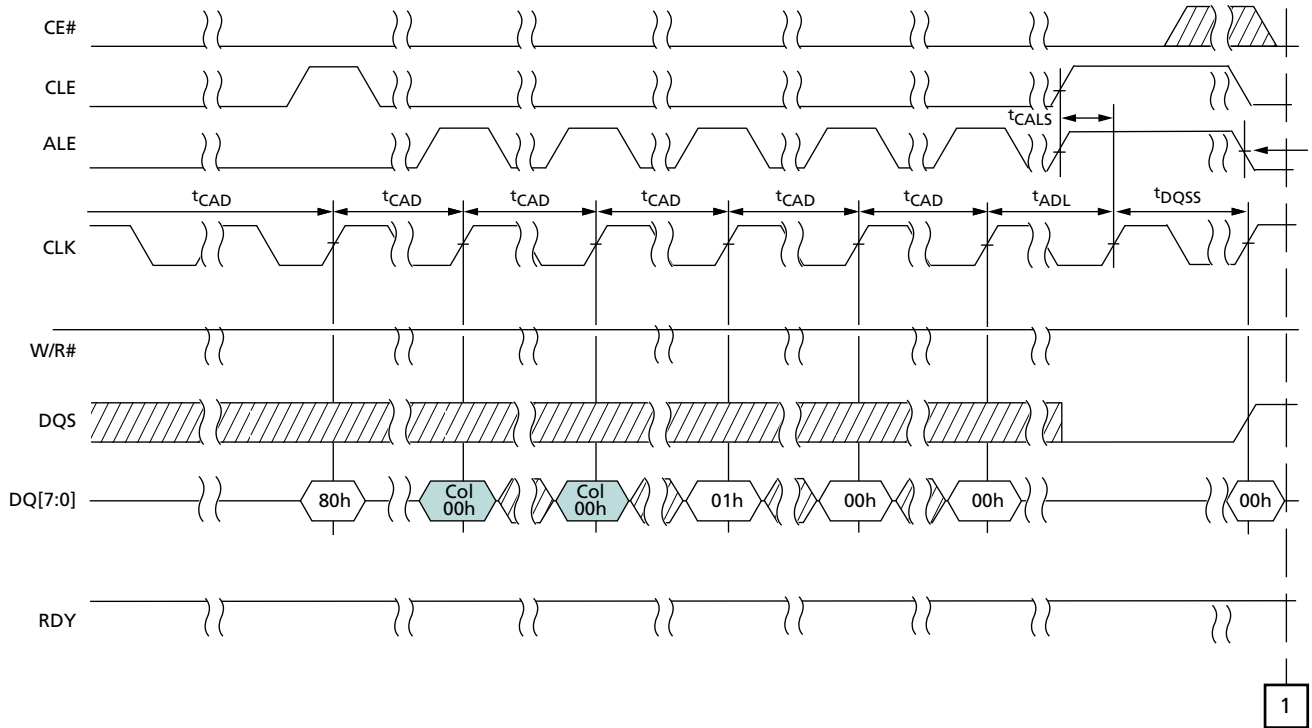 CE#
CLE
tCALS
ALE
tCAD tCAD tCAD tCAD tCAD tCAD tADL tDQSS
CLK
W/R#
DQS
DQ[7:0] 80h Col 00h Col 00h 01h 00h 00h 00h
RDY
1